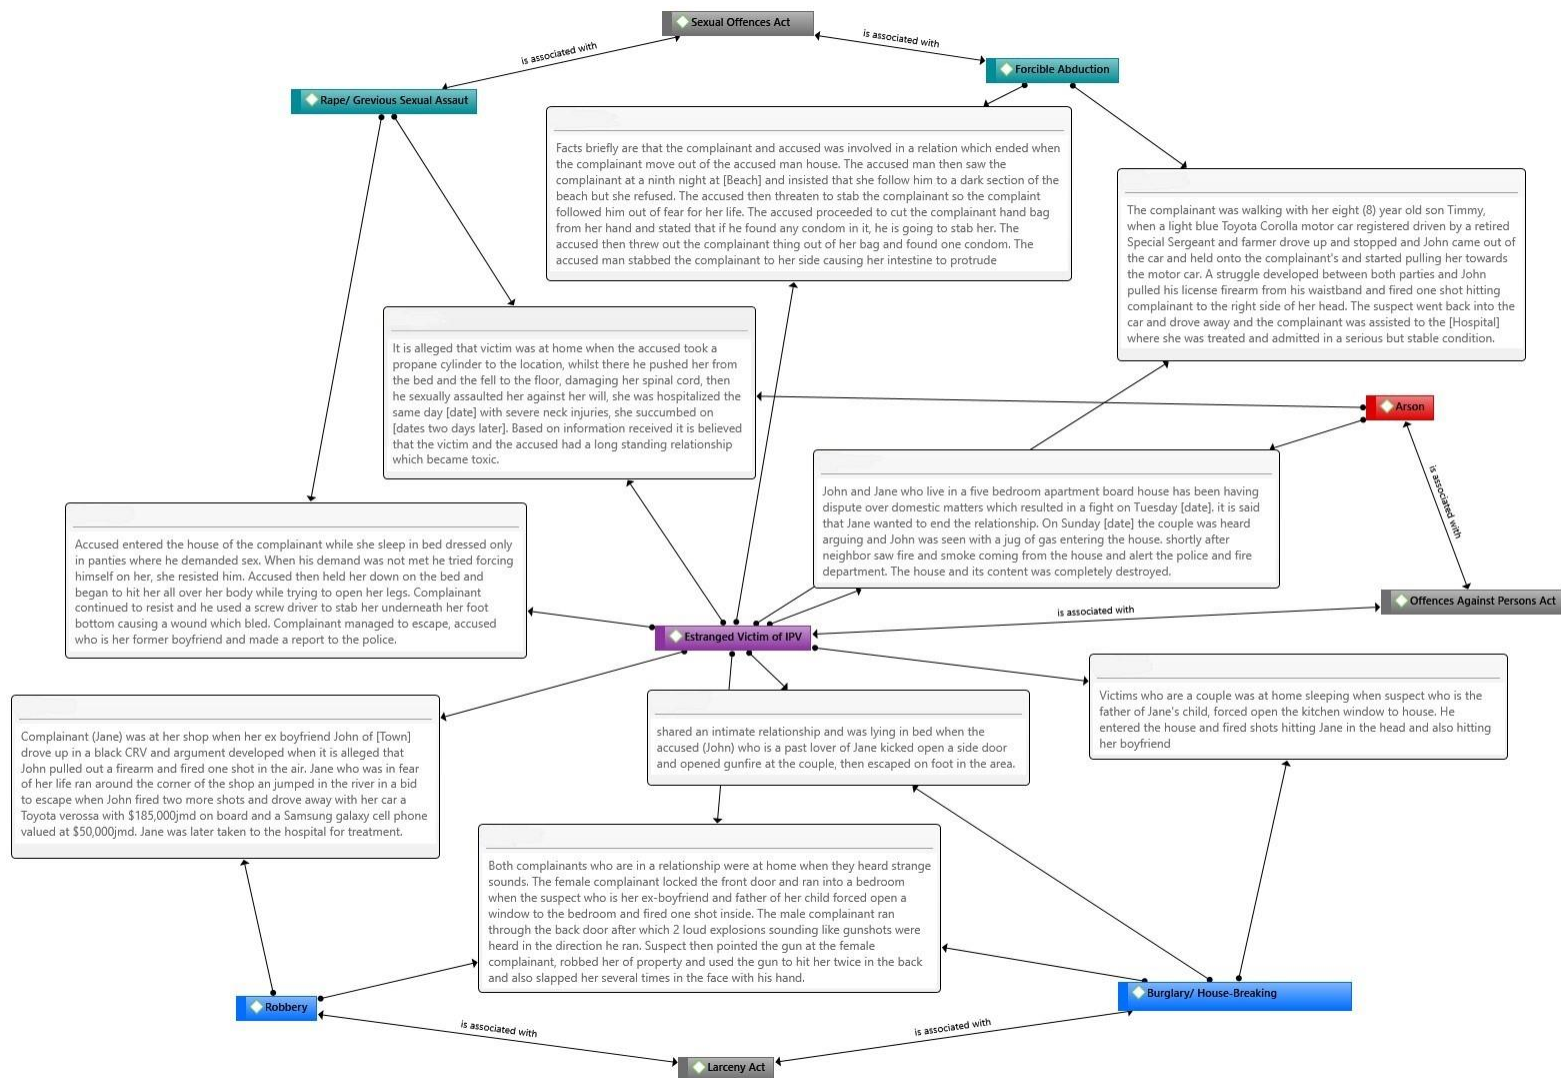 Sexual Offences Act
is associated with
is associated with
Forcible Abduction
Rape/ Grevious Sexual Assaut
Facts briefly are that the complainant and accused was involved in a relation which ended when
the complainant move out of the accused man house. The accused man then saw the
complainant at a ninth night at [Beach] and insisted that she follow him to a dark section of the
beach but she refused. The accused then threaten to stab the complainant so the complaint
followed him out of fear for her life. The accused proceeded to cut the complainant hand bag
from her hand and stated that if he found any condom in it, he is going to stab her. The
accused then threw out the complainant thing out of her bag and found one condom. The
accused man stabbed the complainant to her side causing her intestine to protrude
The complainant was walking with her eight (8) year old son Timmy,
when a light blue Toyota Corolla motor car registered driven by a retired
Special Sergeant and farmer drove up and stopped and John came out of
the car and held onto the complainant's and started pulling her towards
the motor car. A struggle developed between both parties and John
pulled his license firearm from his waistband and fired one shot hitting
complainant to the right side of her head. The suspect went back into the
car and drove away and the complainant was assisted to the [Hospital]
where she was treated and admitted in a serious but stable condition.
It is alleged that victim was at home when the accused took a
propane cylinder to the location, whilst there he pushed her from
the bed and the fell to the floor, damaging her spinal cord, then
he sexually assaulted her against her will, she was hospitalized the
same day [date] with severe neck injuries, she succumbed on
[dates two days later]. Based on information received it is believed
that the victim and the accused had a long standing relationship
which became toxic.
Arson
is associated with
John and Jane who live in a five bedroom apartment board house has been having
dispute over domestic matters which resulted in a fight on Tuesday [date]. it is said
that Jane wanted to end the relationship. On Sunday [date] the couple was heard
arguing and John was seen with a jug of gas entering the house. shortly after
neighbor saw fire and smoke coming from the house and alert the police and fire
department. The house and its content was completely destroyed.
Accused entered the house of the complainant while she sleep in bed dressed only
in panties where he demanded sex. When his demand was not met he tried forcing
himself on her, she resisted him. Accused then held her down on the bed and
began to hit her all over her body while trying to open her legs. Complainant
continued to resist and he used a screw driver to stab her underneath her foot
bottom causing a wound which bled. Complainant managed to escape, accused
who is her former boyfriend and made a report to the police.
Offences Against Persons Act
is associated with
Estranged Victim of IPV
Victims who are a couple was at home sleeping when suspect who is the
father of Jane's child, forced open the kitchen window to house. He
entered the house and fired shots hitting Jane in the head and also hitting
her boyfriend
Complainant (Jane) was at her shop when her ex boyfriend John of [Town]
drove up in a black CRV and argument developed when it is alleged that
John pulled out a firearm and fired one shot in the air. Jane who was in fear
of her life ran around the corner of the shop an jumped in the river in a bid
to escape when John fired two more shots and drove away with her car a
Toyota verossa with $185,000jmd on board and a Samsung galaxy cell phone
valued at $50,000jmd. Jane was later taken to the hospital for treatment.
shared an intimate relationship and was lying in bed when the
accused (John) who is a past lover of Jane kicked open a side door
and opened gunfire at the couple, then escaped on foot in the area.
Both complainants who are in a relationship were at home when they heard strange
sounds. The female complainant locked the front door and ran into a bedroom
when the suspect who is her ex-boyfriend and father of her child forced open a
window to the bedroom and fired one shot inside. The male complainant ran
through the back door after which 2 loud explosions sounding like gunshots were
heard in the direction he ran. Suspect then pointed the gun at the female
complainant, robbed her of property and used the gun to hit her twice in the back
and also slapped her several times in the face with his hand.
Robbery
Burglary/ House-Breaking
is associated with
is associated with
Larceny Act